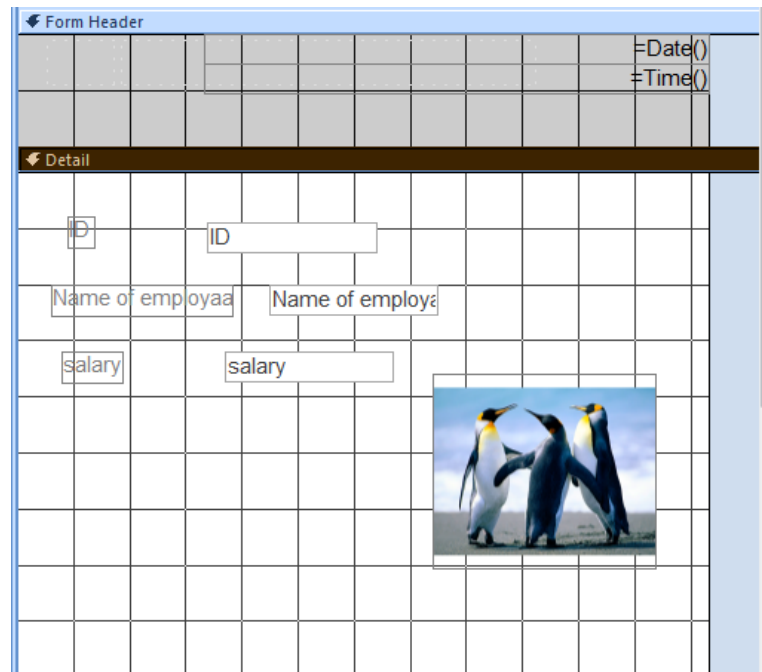 Form Header
=Date()
=Time()
Detail
ID
ID
Name of employaa
Name of employa
salary
salary